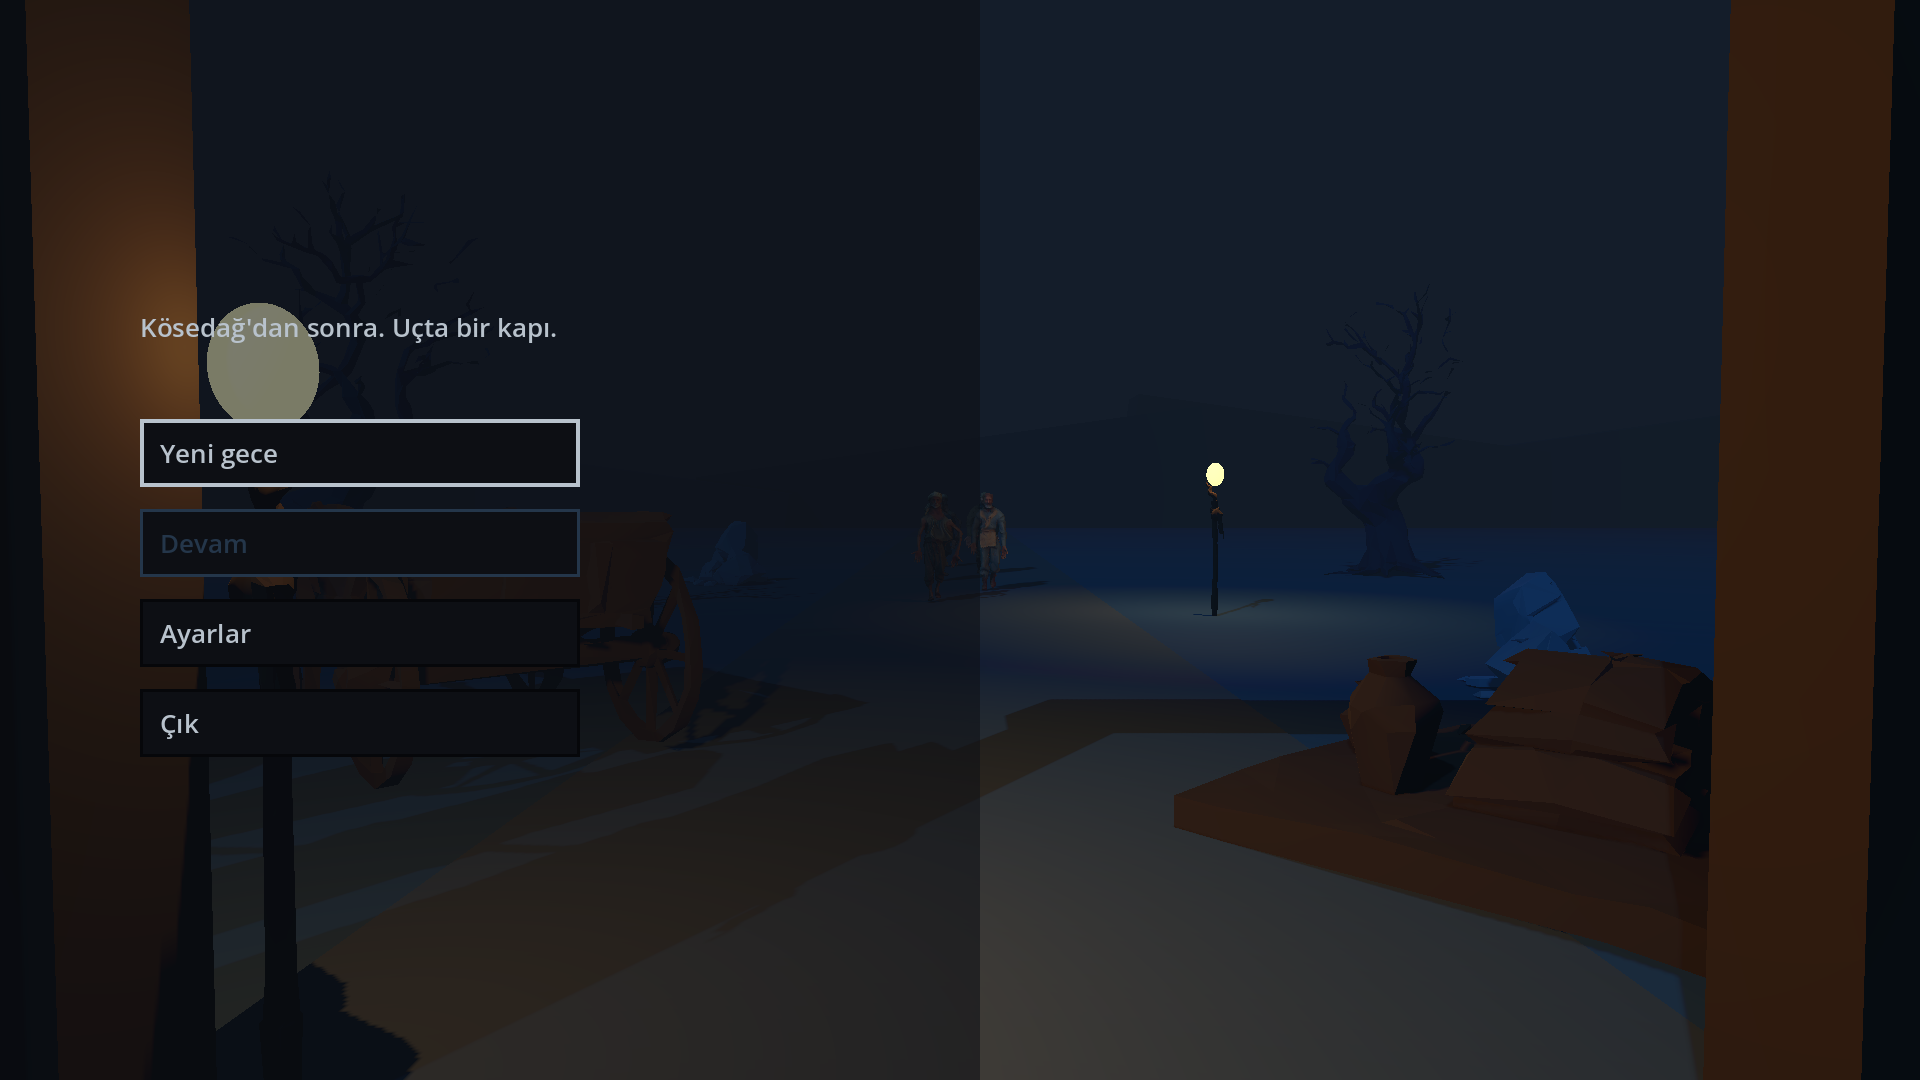 Kösedağ'dan sonra. Uçta bir kapı.
Yeni gece
Devam
Ayarlar
Çık